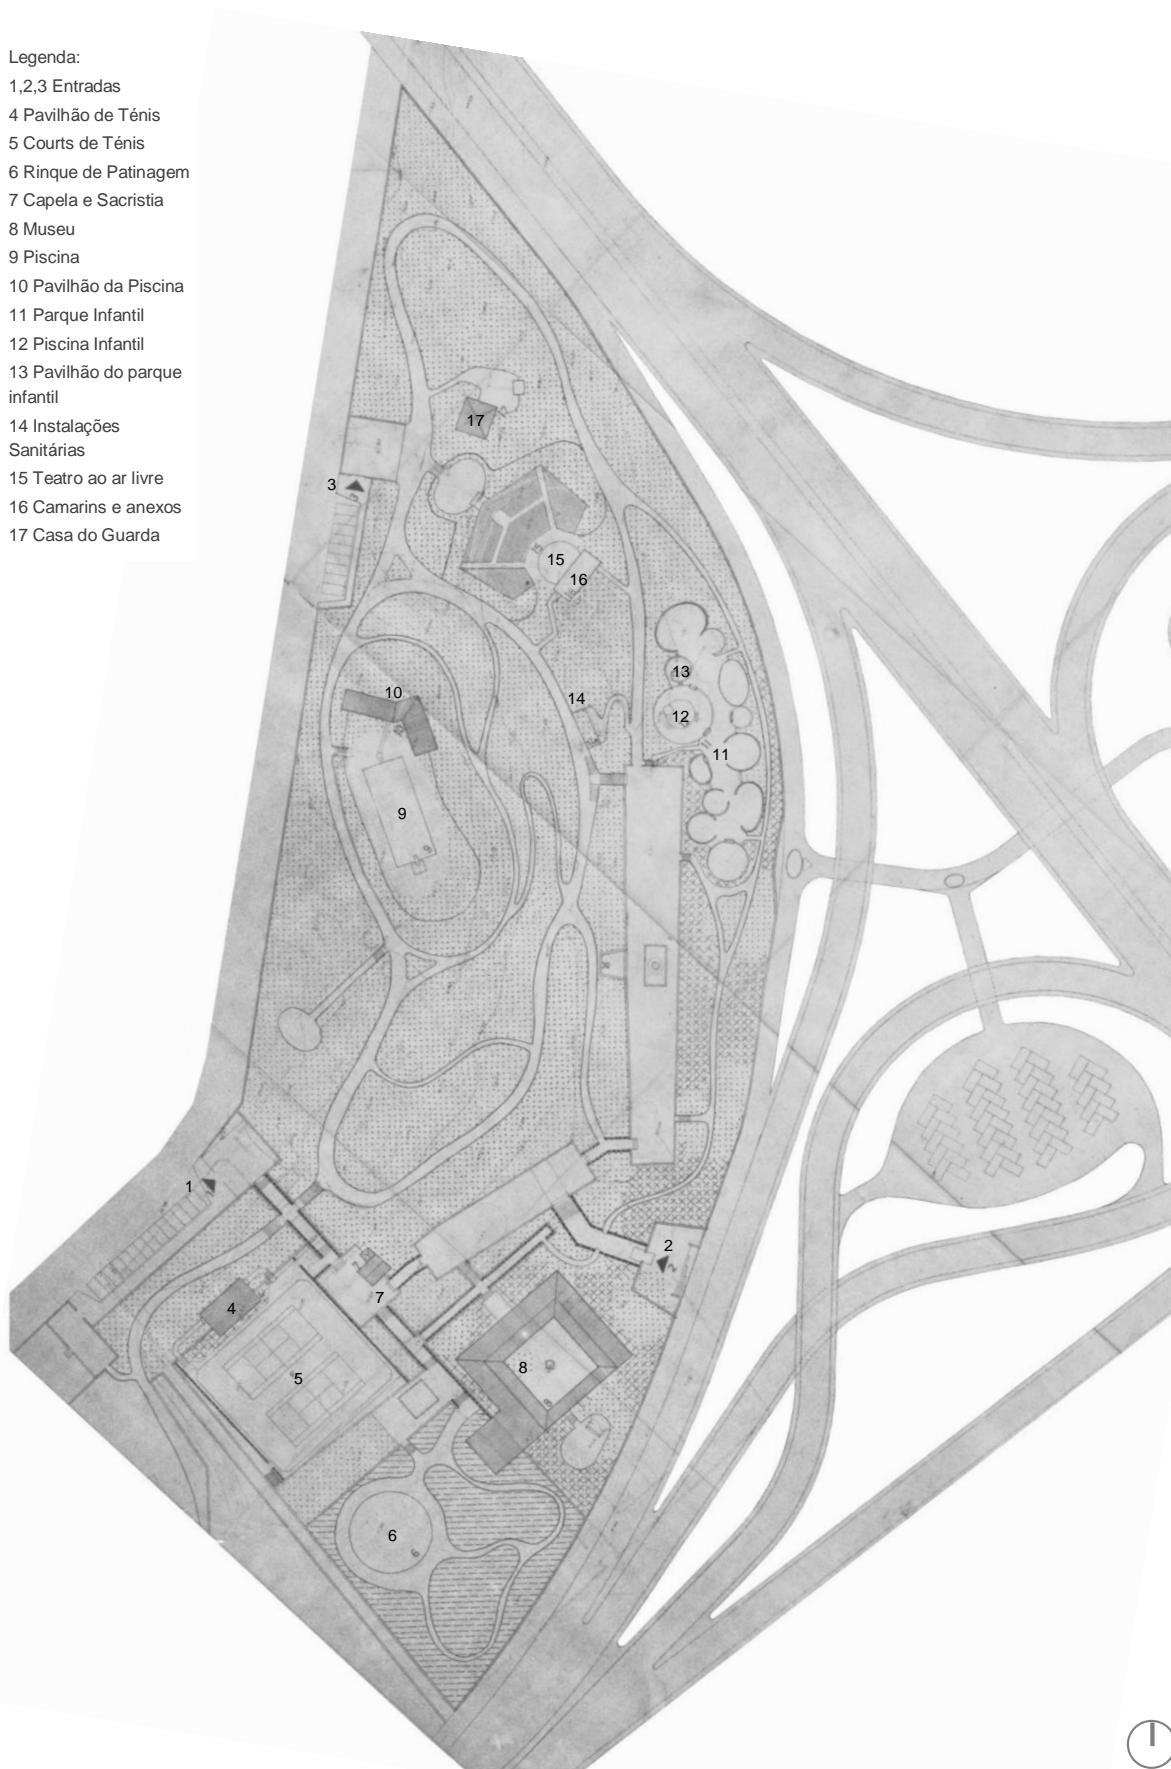 Legenda:
1,2,3 Entradas
4 Pavilhão de Ténis
5 Courts de Ténis
6 Rinque de Patinagem
7 Capela e Sacristia
8 Museu
9 Piscina
10 Pavilhão da Piscina
11 Parque Infantil
12 Piscina Infantil
13 Pavilhão do parque
infantil
14 Instalações
Sanitárias
15 Teatro ao ar livre
16 Camarins e anexos
17 Casa do Guarda
17
3
15
16
13
10
14
12
11
9
9
1
2
2
7
4
8
5
6
6